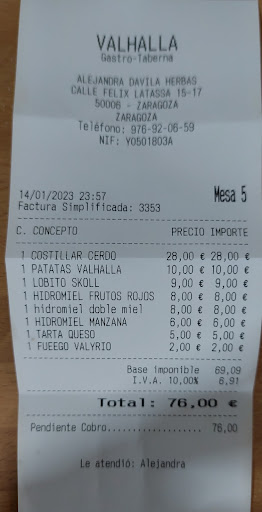 VALHALLA
Gastro-Taberna
ALEJANDRA DAVILA HERBAS
CALLE FELIX LATASSA 15-17
50006 - ZARAGOZA
ZARAGOZA
Teléfono: 976-92-06-59
NIF: Y0501803A
14/01/2023 23:57 Mesa 5
Factura Simplificada: 3353
C. CONCEPTO PRECIO IMPORTE
1 COSTILLAR CERDO 28,00 € 28,00 €
1 PATATAS VALHALLA 10,00 € 10,00 €
1 LOBITO SKOLL 9,00 € 9,00 €
1 HIDROMIEL FRUTOS ROJOS 8,00 € 8,00 €
1 hidromiel doble miel 8,00 € 8,00 €
1 HIDROMIEL MANZANA 6,00 € 6,00 €
1 TARTA QUESO 5,00 € 5,00 €
1 FUEEGO VALYRIO 2,00 € 2,00 €
Base imponible 69,09
I.V.A. 10,00% 6,91
Total: 76,00 €
Pendiente Cobro.................... 76,00
Le atendió: Alejandra